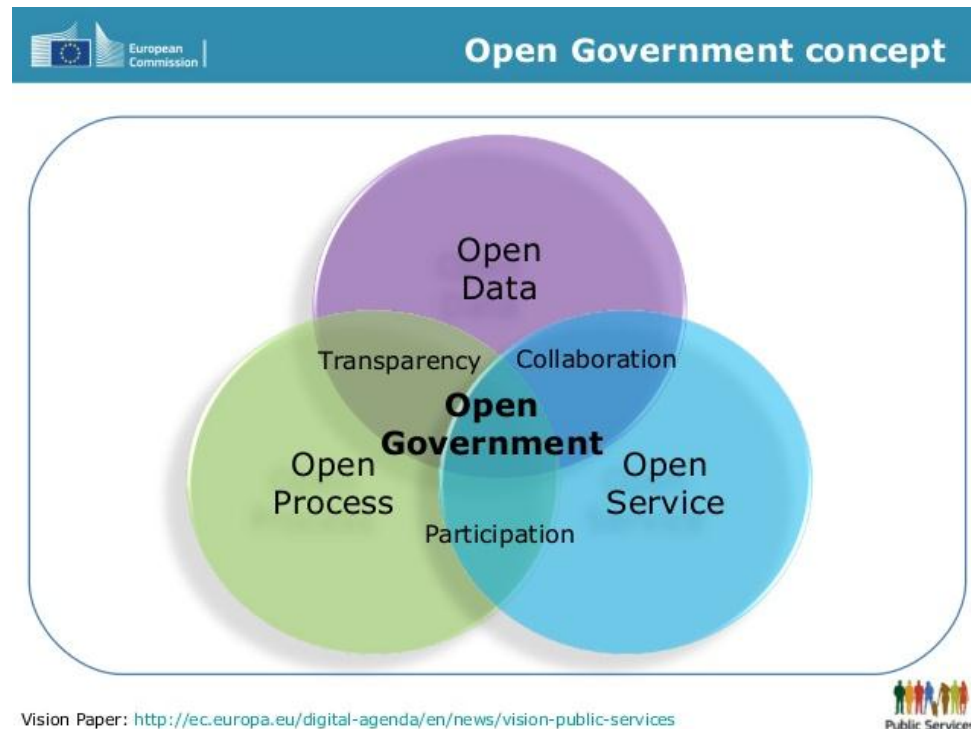 European
Commission
Open Government concept
Open
Data
Transparency
Collaboration
Open
Government
Open
Process
Open
Service
Participation
Vision Paper: http://ec.europa.eu/digital-agenda/en/news/vision-public-services
Public Services